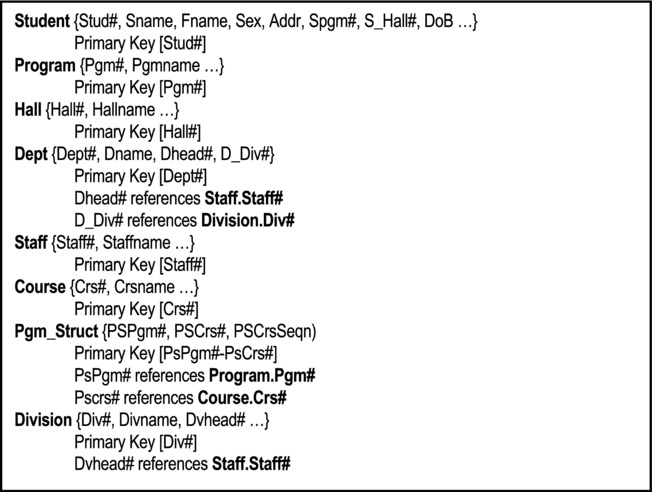 Student {Stud#, Sname, Fname, Sex, Addr, Spgm#, S_Hall#, DoB …}
Primary Key [Stud#]
Program {Pgm#, Pgmname …}
Primary Key [Pgm#]
Hall {Hall#, Hallname …}
Primary Key [Hall#]
Dept {Dept#, Dname, Dhead#, D_Div#}
Primary Key [Dept#]
Dhead# references Staff.Staff#
D_Div# references Division.Div#
Staff {Staff#, Staffname …}
Primary Key [Staff#]
Course {Crs#, Crsname …}
Primary Key [Crs#]
Pgm_Struct {PSPgm#, PSCrs#, PSCrsSeqn)
Primary Key [PsPgm#-PsCrs#]
PsPgm# references Program.Pgm#
Pscrs# references Course.Crs#
Division {Div#, Divname, Dvhead# …}
Primary Key [Div#]
Dvhead# references Staff.Staff#